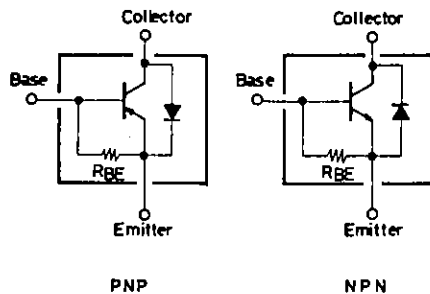 Collector
Base
RBE
Emitter
PNP
Collector
Base
RBE
Emitter
NPN